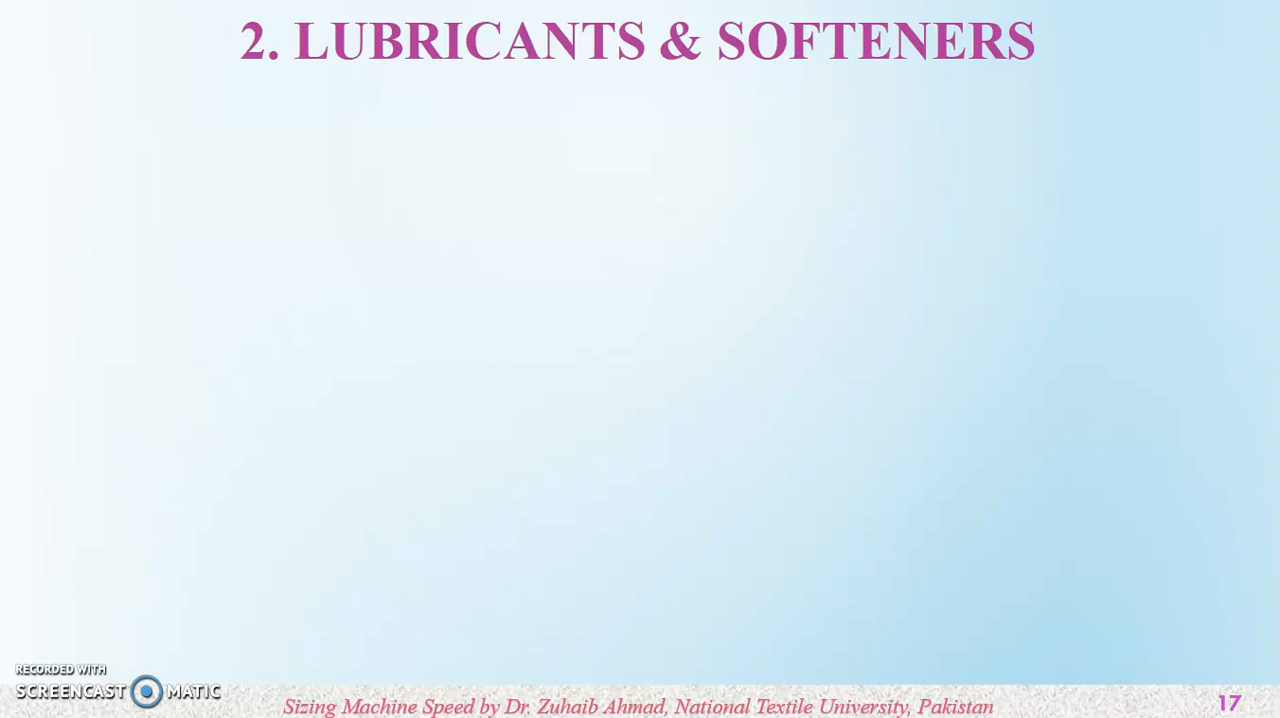 2. LUBRICANTS & SOFTENERS
RECORDED WITH
SCREENCAST MATIC
Sizing Machine Speed by Dr. Zuhaib Ahmad, National Textile University, Pakistan
17